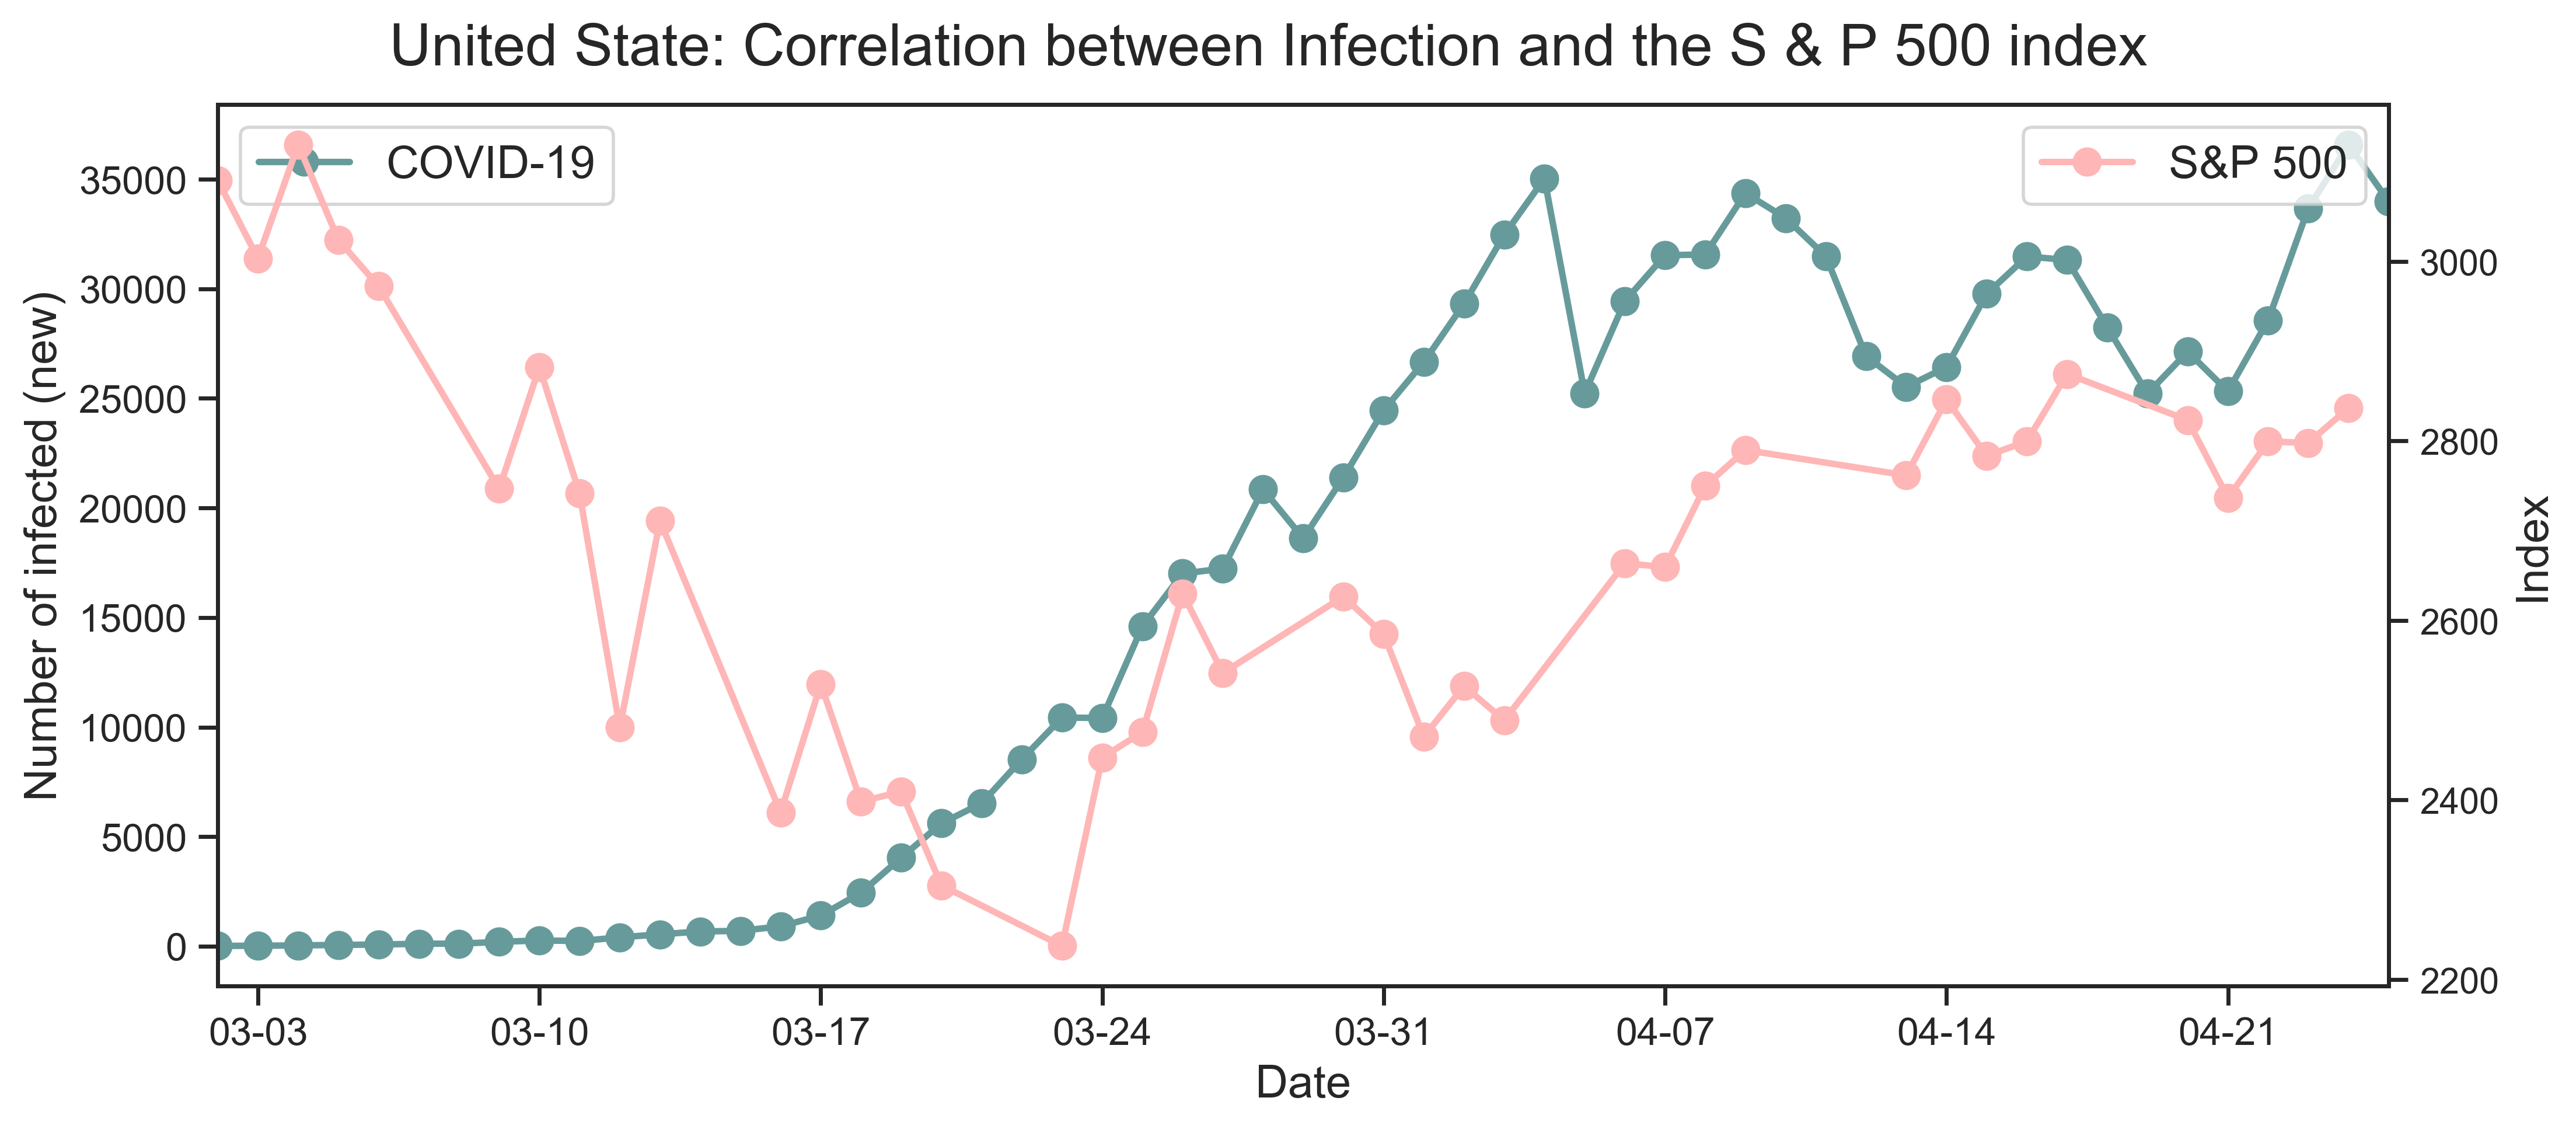 United State: Correlation between Infection and the S & P 500 index
COVID-19
S&P 500
Number of infected (new)
35000
30000
25000
20000
15000
10000
5000
0
3000
2800
2600
2400
2200
Index
03-03 03-10 03-17 03-24 03-31 04-07 04-14 04-21
Date